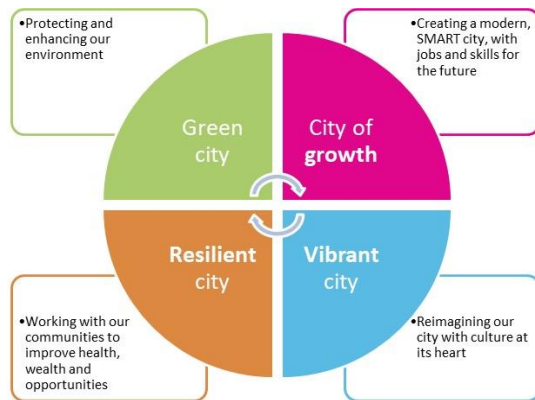 •Protecting and
enhancing our
environment
•Creating a modern,
SMART city, with
jobs and skills for
the future
Green
city
City of
growth
Resilient
city
Vibrant
city
•Working with our
communities to
improve health,
wealth and
opportunities
•Reimagining our
city with culture at
its heart